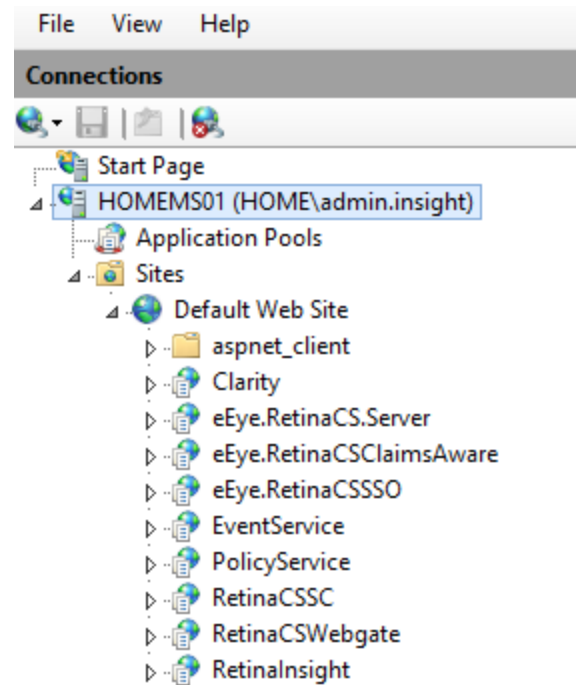 File View Help
Connections
Start Page
HOMEMS01 (HOME\admin.insight)
Application Pools
Sites
Default Web Site
aspnet_client
Clarity
eEye.RetinaCS.Server
eEye.RetinaCSClaimsAware
eEye.RetinaCSSSO
EventService
PolicyService
RetinaCSSC
RetinaCSWebgate
RetinaInsight